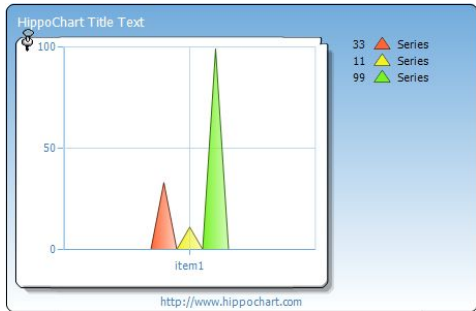 HippoChart Title Text
100
50
0
item1
33 Series
11 Series
99 Series
http://www.hippochart.com